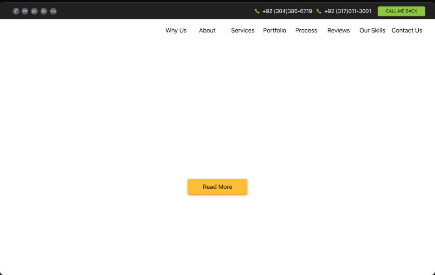 +92 (304)386-6719 +92 (317)011-3001 CALL ME BACK
Why Us About Services Portfolio Process Reviews Our Skills Contact Us
Read More